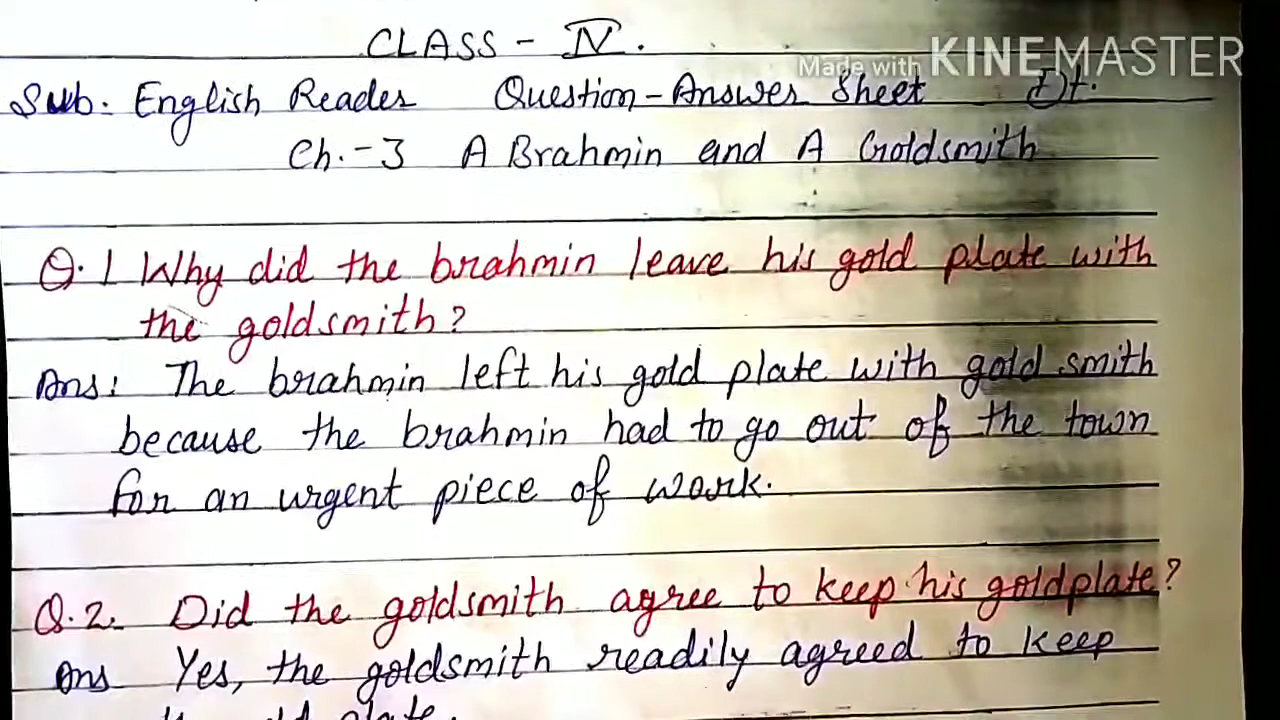 CLASS - IV.
Made with KINEMASTER
Sub. English Reader Question-Answer Sheet Dt.
Ch.-3 A Brahmin and A Goldsmith
Q.1 Why did the brahmin leave his gold plate with
the goldsmith?
Ans: The brahmin left his gold plate with gold smith
because the brahmin had to go out of the town
for an urgent piece of work.
Q.2. Did the goldsmith agree to keep his goldplate?
Ans Yes, the goldsmith readily agreed to keep
plate.